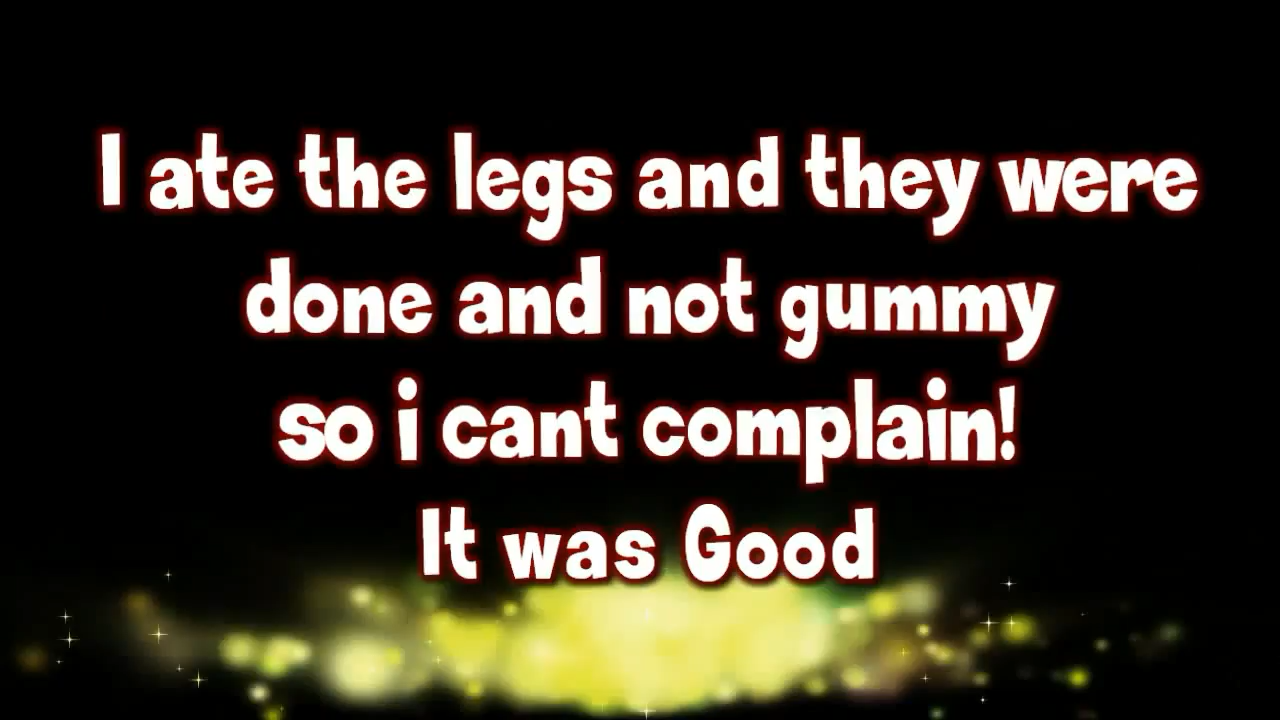 I ate the legs and they were
done and not gummy
so i cant complain!
It was Good